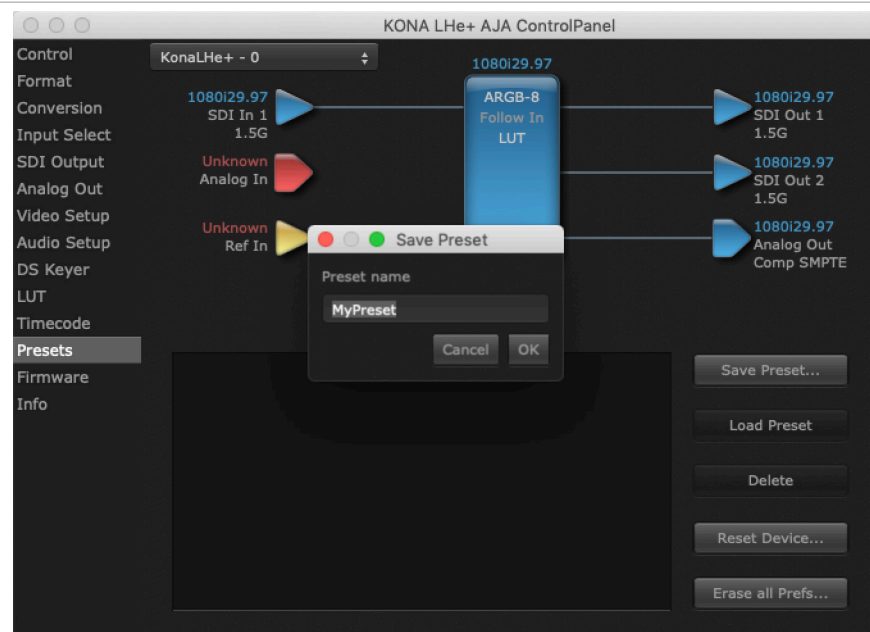 KONA LHe+ AJA ControlPanel
Control
Format
Conversion
Input Select
SDI Output
Analog Out
Video Setup
Audio Setup
DS Keyer
LUT
Timecode
Presets
Firmware
Info
KonaLHe+ - 0
1080i29.97
SDI In 1
1.5G
Unknown
Analog In
Unknown
Ref In
1080i29.97
ARGB-8
Follow In
LUT
1080i29.97
SDI Out 1
1.5G
1080i29.97
SDI Out 2
1.5G
1080i29.97
Analog Out
Comp SMPTE
Save Preset
Preset name
MyPreset
Cancel
OK
Save Preset...
Load Preset
Delete
Reset Device...
Erase all Prefs...